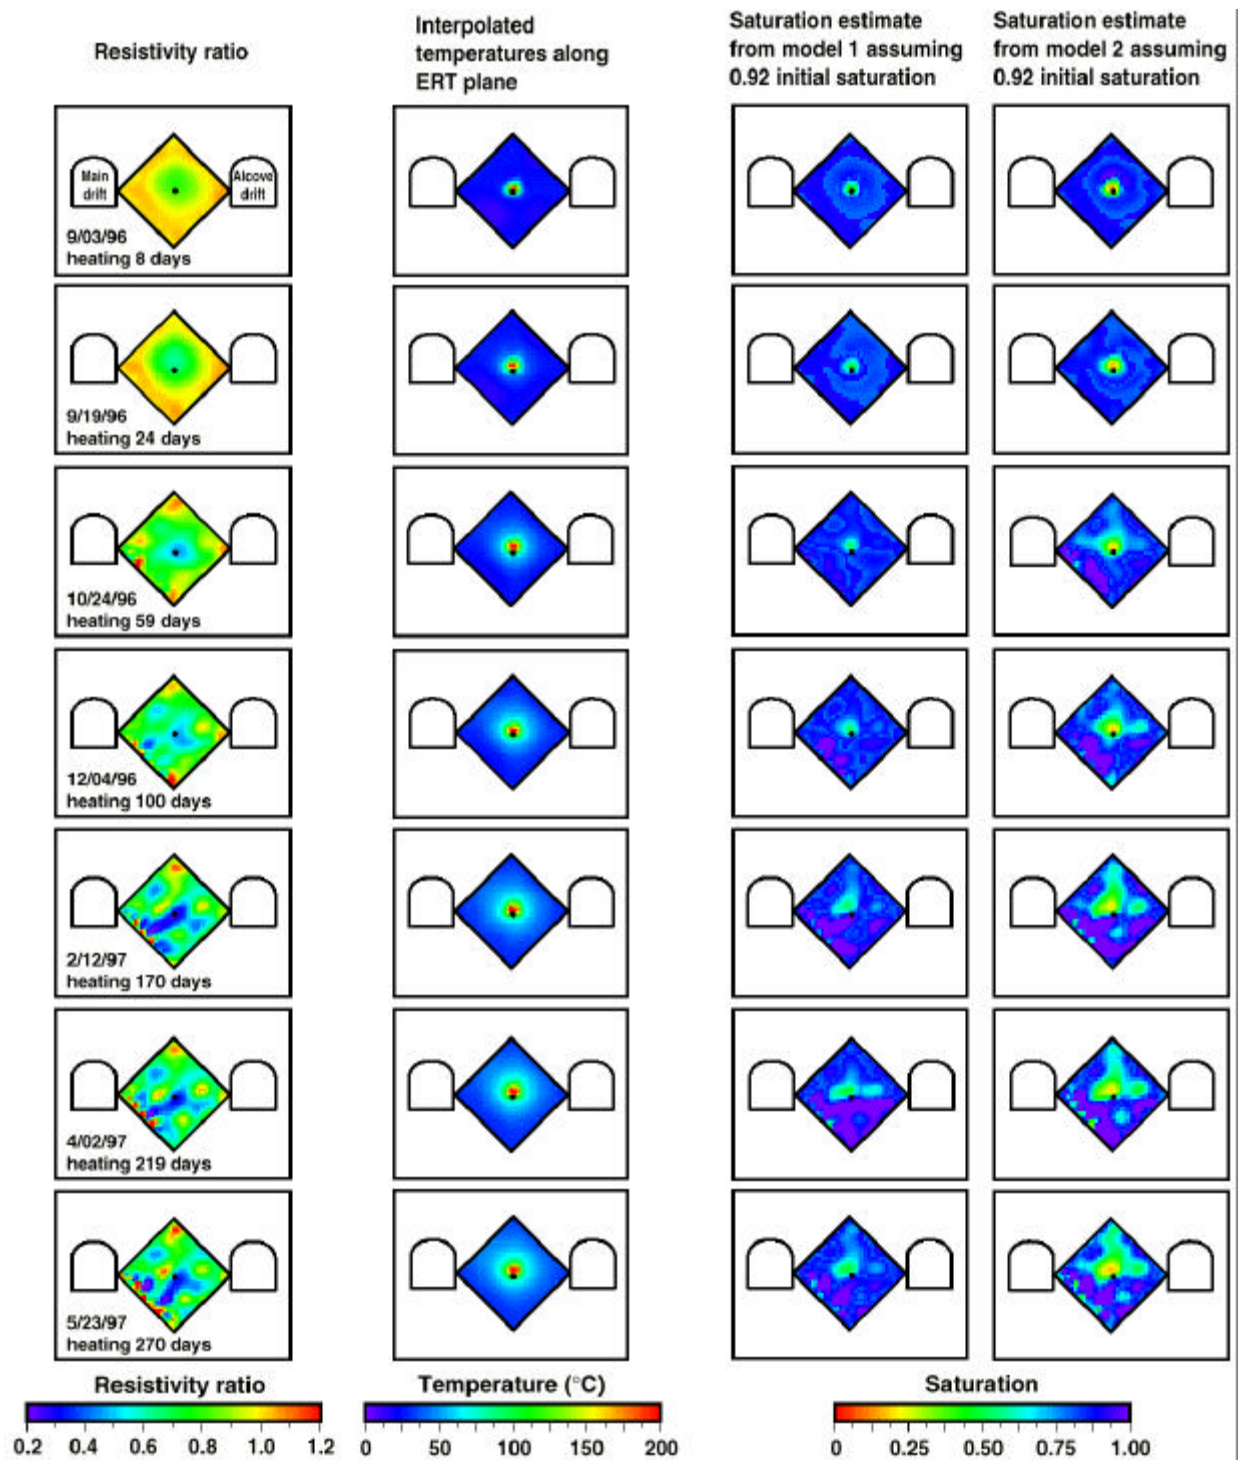 Resistivity ratio
Interpolated
temperatures along
ERT plane
Saturation estimate
from model 1 assuming
0.92 initial saturation
Saturation estimate
from model 2 assuming
0.92 initial saturation
Main
drift
Alcove
drift
9/03/96
heating 8 days
9/19/96
heating 24 days
10/24/96
heating 59 days
12/04/96
heating 100 days
2/12/97
heating 170 days
4/02/97
heating 219 days
5/23/97
heating 270 days
Resistivity ratio
0.2 0.4 0.6 0.8 1.0 1.2
Temperature (°C)
0 50 100 150 200
Saturation
0 0.25 0.50 0.75 1.00